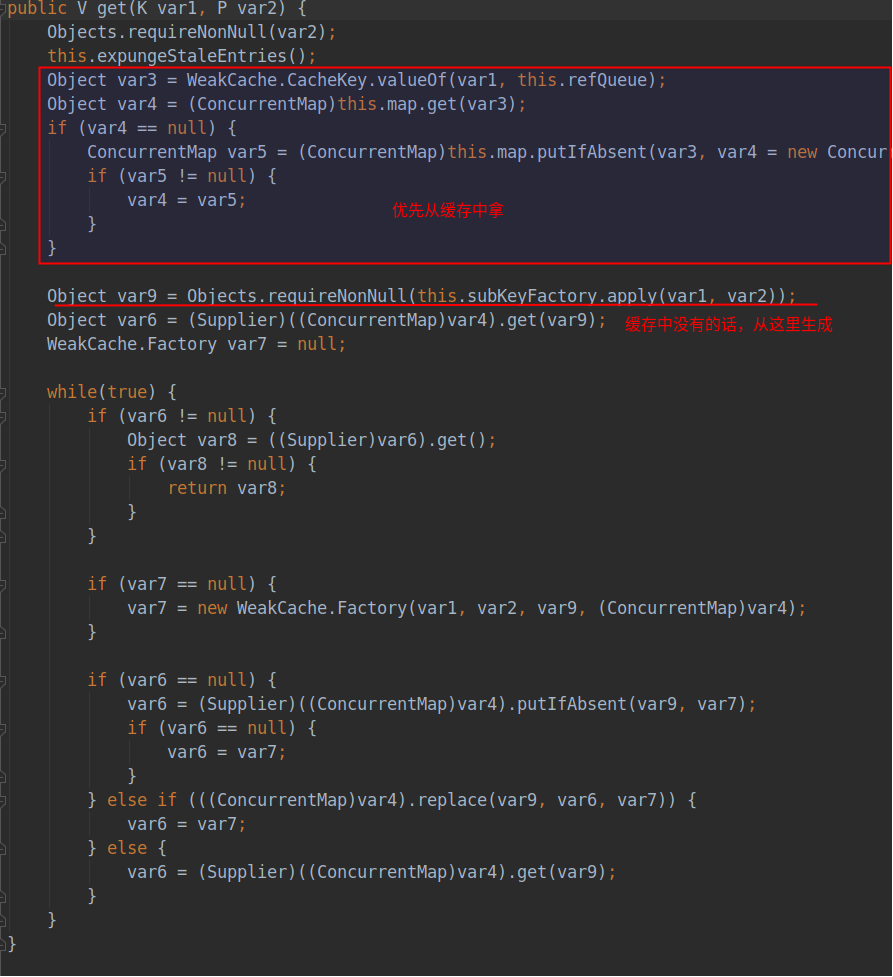 public V get(K var1, P var2) {
    Objects.requireNonNull(var2);
    this.expungeStaleEntries();
    Object var3 = WeakCache.CacheKey.valueOf(var1, this.refQueue);
    Object var4 = (ConcurrentMap)this.map.get(var3);
    if (var4 == null) {
        ConcurrentMap var5 = (ConcurrentMap)this.map.putIfAbsent(var3, var4 = new Concur
        if (var5 != null) {
            var4 = var5;
优先从缓存中拿
        }
    }
    Object var9 = Objects.requireNonNull(this.subKeyFactory.apply(var1, var2));
    Object var6 = (Supplier)((ConcurrentMap)var4).get(var9);
缓存中没有的话，从这里生成
    WeakCache.Factory var7 = null;
    while(true) {
        if (var6 != null) {
            Object var8 = ((Supplier)var6).get();
            if (var8 != null) {
                return var8;
            }
        }
        if (var7 == null) {
            var7 = new WeakCache.Factory(var1, var2, var9, (ConcurrentMap)var4);
        }
        if (var6 == null) {
            var6 = (Supplier)((ConcurrentMap)var4).putIfAbsent(var9, var7);
            if (var6 == null) {
                var6 = var7;
            }
        } else if (((ConcurrentMap)var4).replace(var9, var6, var7)) {
            var6 = var7;
        } else {
            var6 = (Supplier)((ConcurrentMap)var4).get(var9);
        }
    }
}